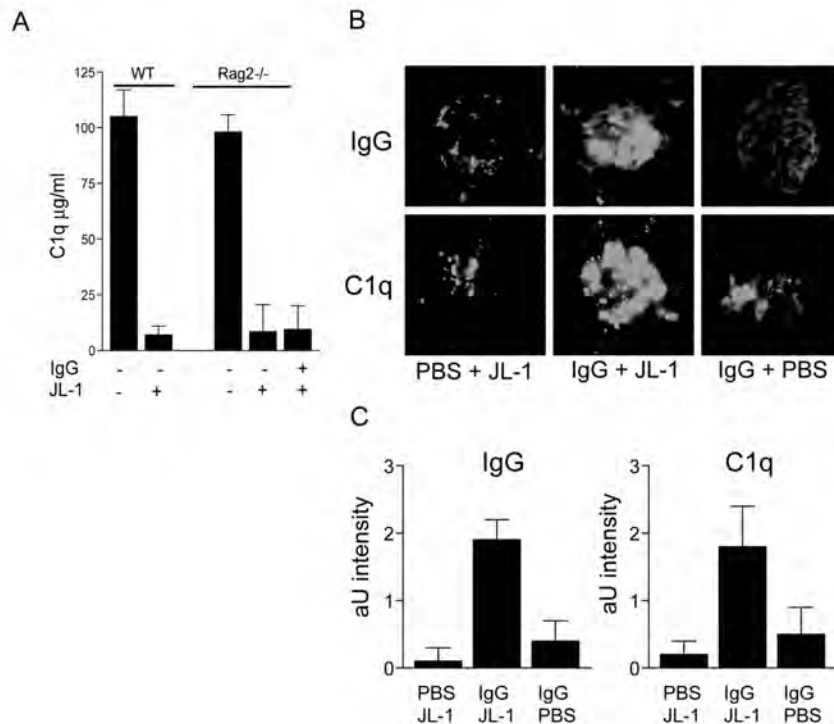 A
WT Rag2-/-
125
100
75
50
25
0
C1q µg/ml
IgG - - - - +
JL-1 - + - + +
B
IgG
C1q
PBS + JL-1 IgG + JL-1 IgG + PBS
C
IgG
3
2
1
0
aU intensity
PBS IgG IgG
JL-1 JL-1 PBS
C1q
3
2
1
0
aU intensity
PBS IgG IgG
JL-1 JL-1 PBS